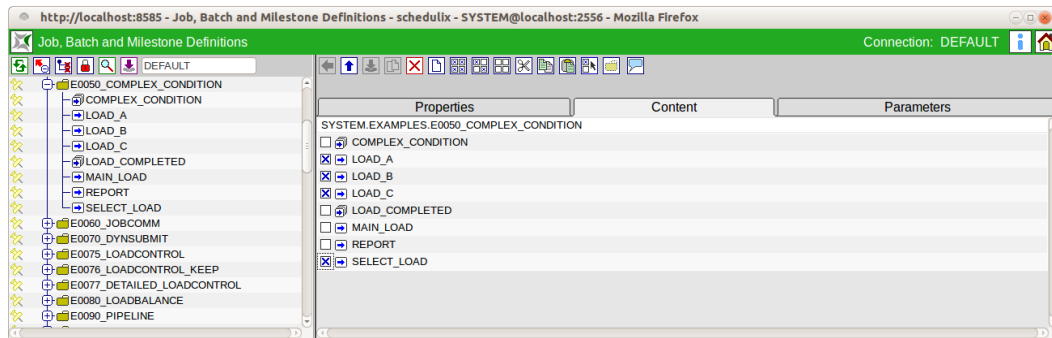 http://localhost:8585 - Job, Batch and Milestone Definitions - schedulix - SYSTEM@localhost:2556 - Mozilla Firefox
Job, Batch and Milestone Definitions
Connection: DEFAULT
DEFAULT
E0050_COMPLEX_CONDITION
COMPLEX_CONDITION
LOAD_A
LOAD_B
LOAD_C
LOAD_COMPLETED
MAIN_LOAD
REPORT
SELECT_LOAD
E0060_JOBCOMM
E0070_DYNSUBMIT
E0075_LOADCONTROL
E0076_LOADCONTROL_KEEP
E0077_DETAILED_LOADCONTROL
E0080_LOADBALANCE
E0090_PIPELINE
Properties
Content
Parameters
SYSTEM.EXAMPLES.E0050_COMPLEX_CONDITION
COMPLEX_CONDITION
LOAD_A
LOAD_B
LOAD_C
LOAD_COMPLETED
MAIN_LOAD
REPORT
SELECT_LOAD